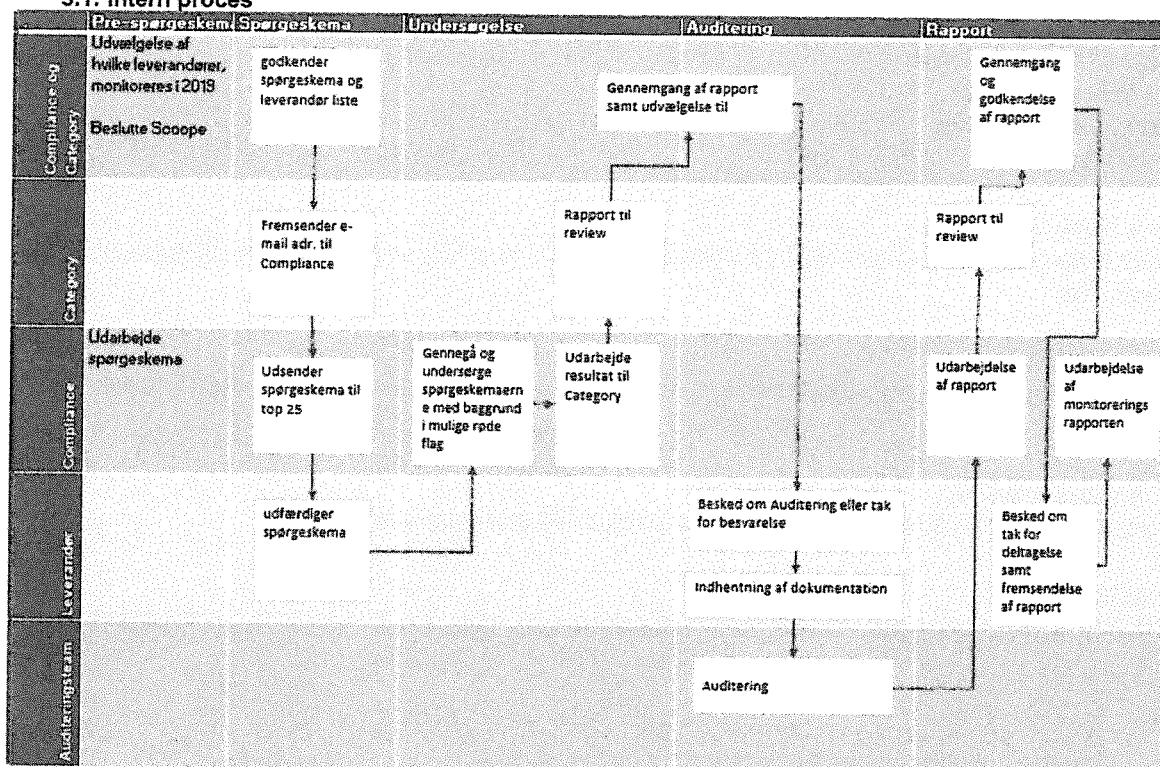 3.1. Intern proces
Pre-spørgeskem
Spørgeskema
Undersøgelse
Auditering
Rapport
Compliance og
Category
Udvælgelse af
hvilke leverandører,
monitoreres i 2019
Beslutte Scoope
godkender
spørgeskema og
leverandør liste
Gennemgang af rapport
samt udvælgelse til
Gennemgang
og
godkendelse
af rapport
Category
Fremsender e-
mail adr. til
Compliance
Rapport til
review
Rapport til
review
Compliance
Udarbejde
spørgeskema
Udsender
spørgeskema til
top 25
Gennegå og
undersørge
spørgeskemaern
e med baggrund
i mulige røde
flag
Udarbejde
resultat til
Category
Udarbejdelse
af rapport
Udarbejdelse
af
monitorerings
rapporten
Leverandør
udfærdiger
spørgeskema
Besked om Auditering eller tak
for besvarelse
Indhentning af dokumentation
Besked om
tak for
deltagelse
samt
fremsendelse
af rapport
Auditeringsteam
Auditering